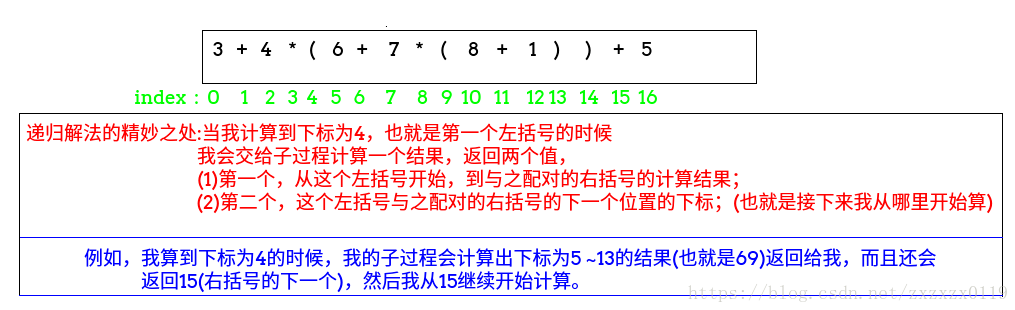 3 + 4 * ( 6 + 7 * ( 8 + 1 ) ) + 5
index : 0 1 2 3 4 5 6 7 8 9 10 11 12 13 14 15 16
递归解法的精妙之处:当我计算到下标为4，也就是第一个左括号的时候
我会交给子过程计算一个结果，返回两个值，
(1)第一个，从这个左括号开始，到与之配对的右括号的计算结果；
(2)第二个，这个左括号与之配对的右括号的下一个位置的下标；(也就是接下来我从哪里开始算)
例如，我算到下标为4的时候，我的子过程会计算出下标为5 ~13的结果(也就是69)返回给我，而且还会
返回15(右括号的下一个)，然后我从15继续开始计算。
https://blog.csdn.net/zxzxzx0119